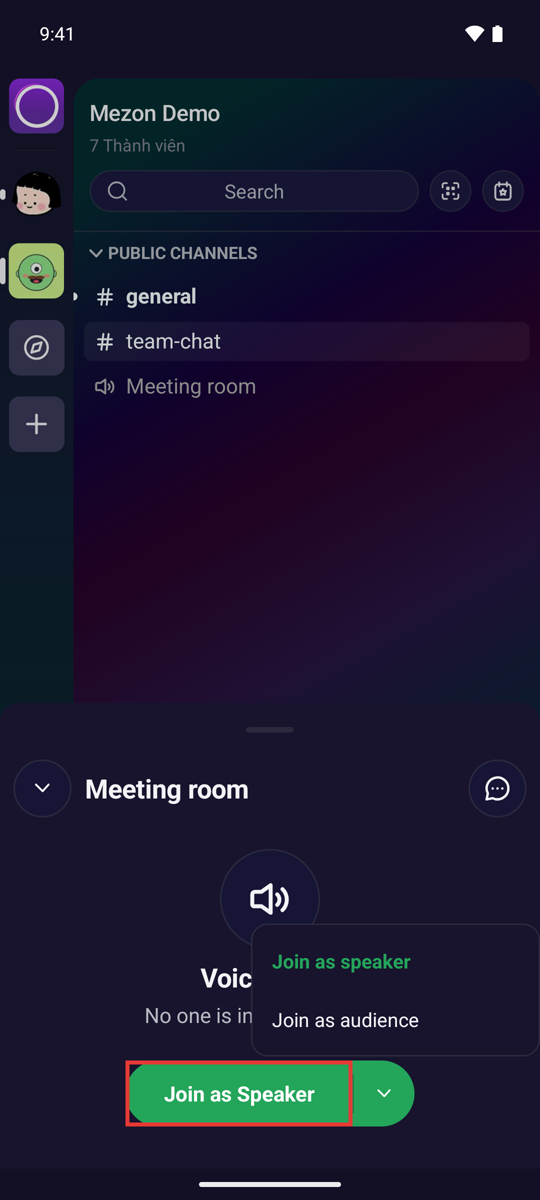 9:41
Mezon Demo
7 Thành viên
Search
PUBLIC CHANNELS
# general
# team-chat
Meeting room
Meeting room
Join as speaker
Voic
No one is in
Join as audience
Join as Speaker